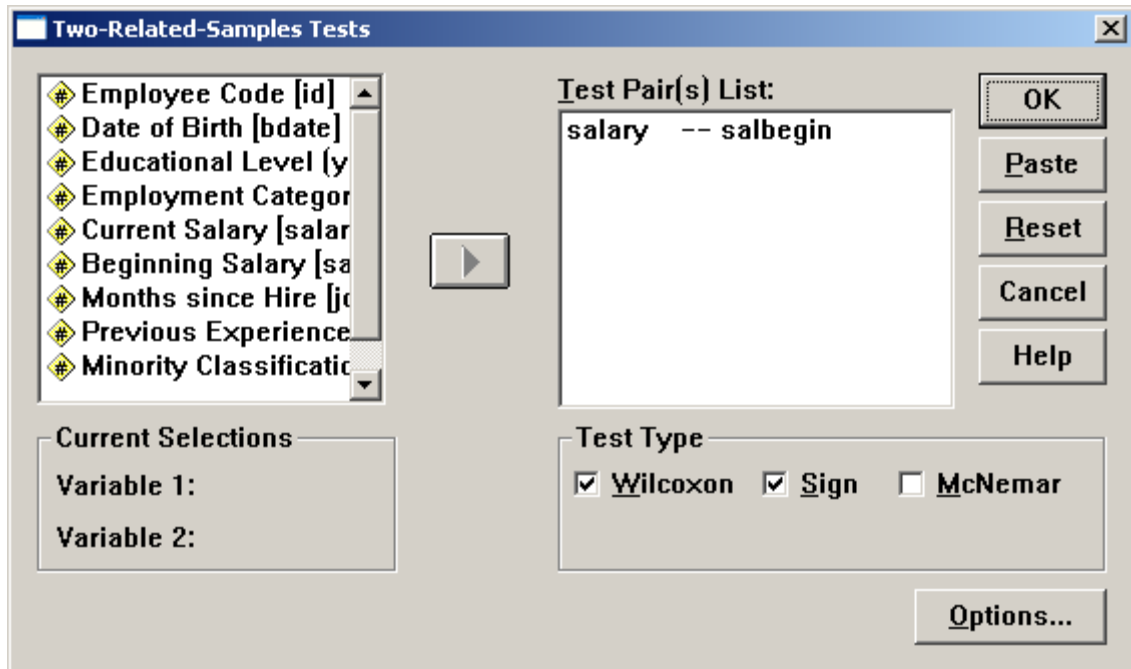 Two-Related-Samples Tests
# Employee Code [id]
# Date of Birth [bdate]
# Educational Level (y
# Employment Categor
# Current Salary [salar
# Beginning Salary [sa
# Months since Hire [jo
# Previous Experience
# Minority Classificatic
Test Pair(s) List:
salary -- salbegin
OK
Paste
Reset
Cancel
Help
Current Selections
Variable 1:
Variable 2:
Test Type
Wilcoxon Sign McNemar
Options...